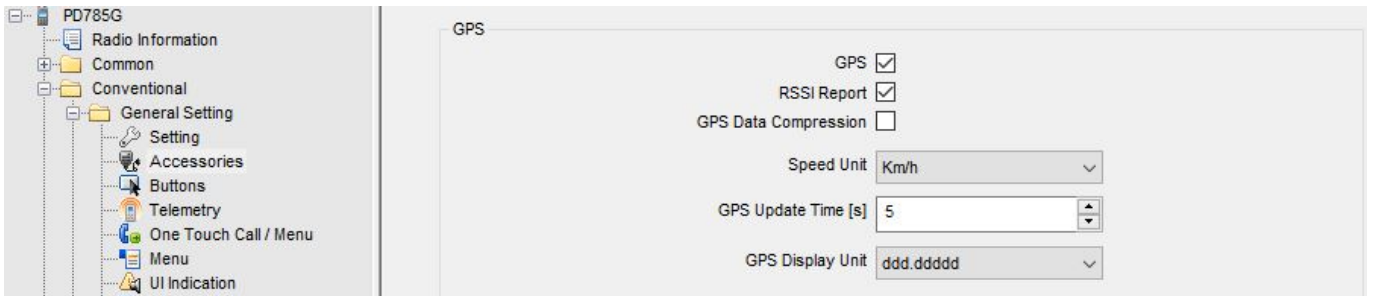 PD785G
Radio Information
Common
Conventional
General Setting
Setting
Accessories
Buttons
Telemetry
One Touch Call / Menu
Menu
UI Indication
GPS
GPS
RSSI Report
GPS Data Compression
Speed Unit Km/h
GPS Update Time [s] 5
GPS Display Unit ddd.ddddd